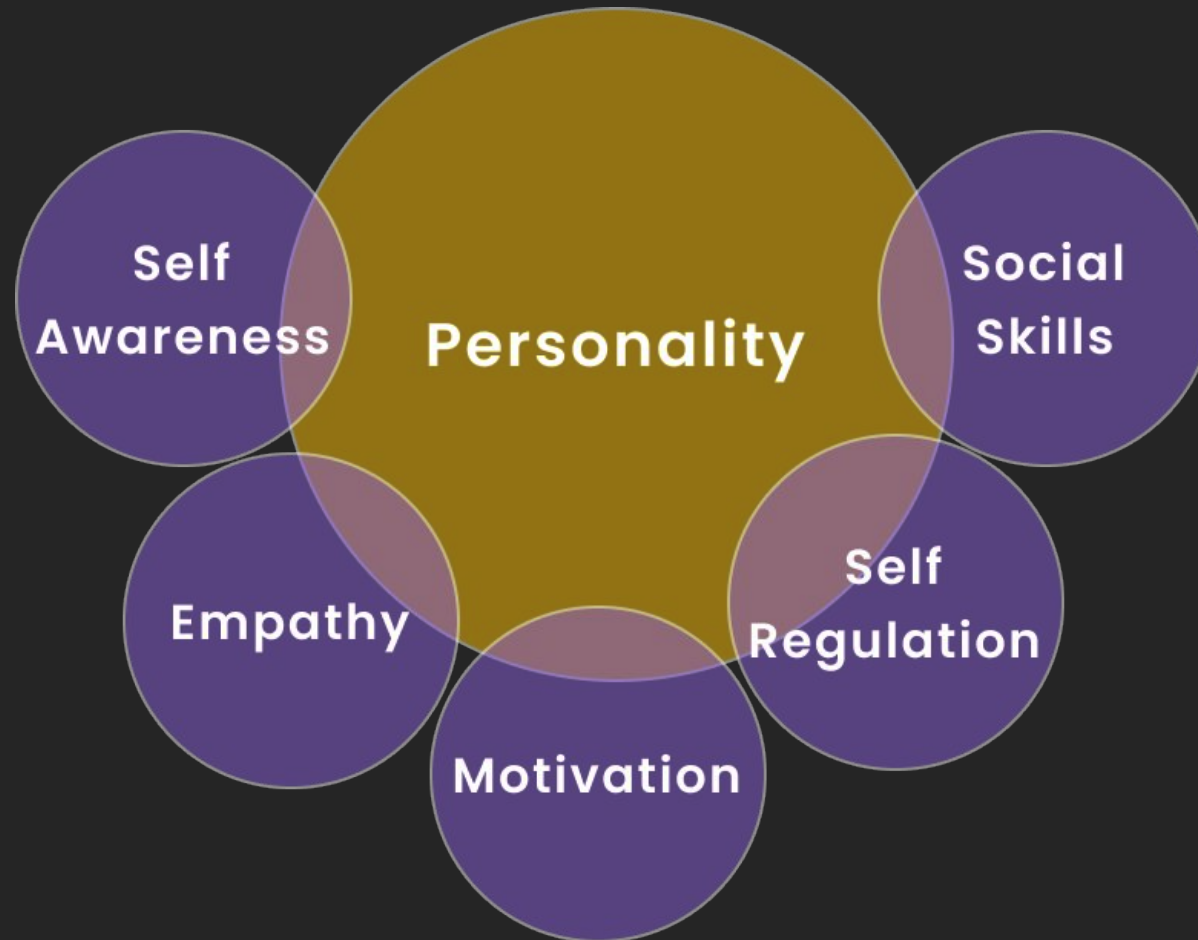 Self
Awareness
Personality
Social
Skills
Empathy
Self
Regulation
Motivation